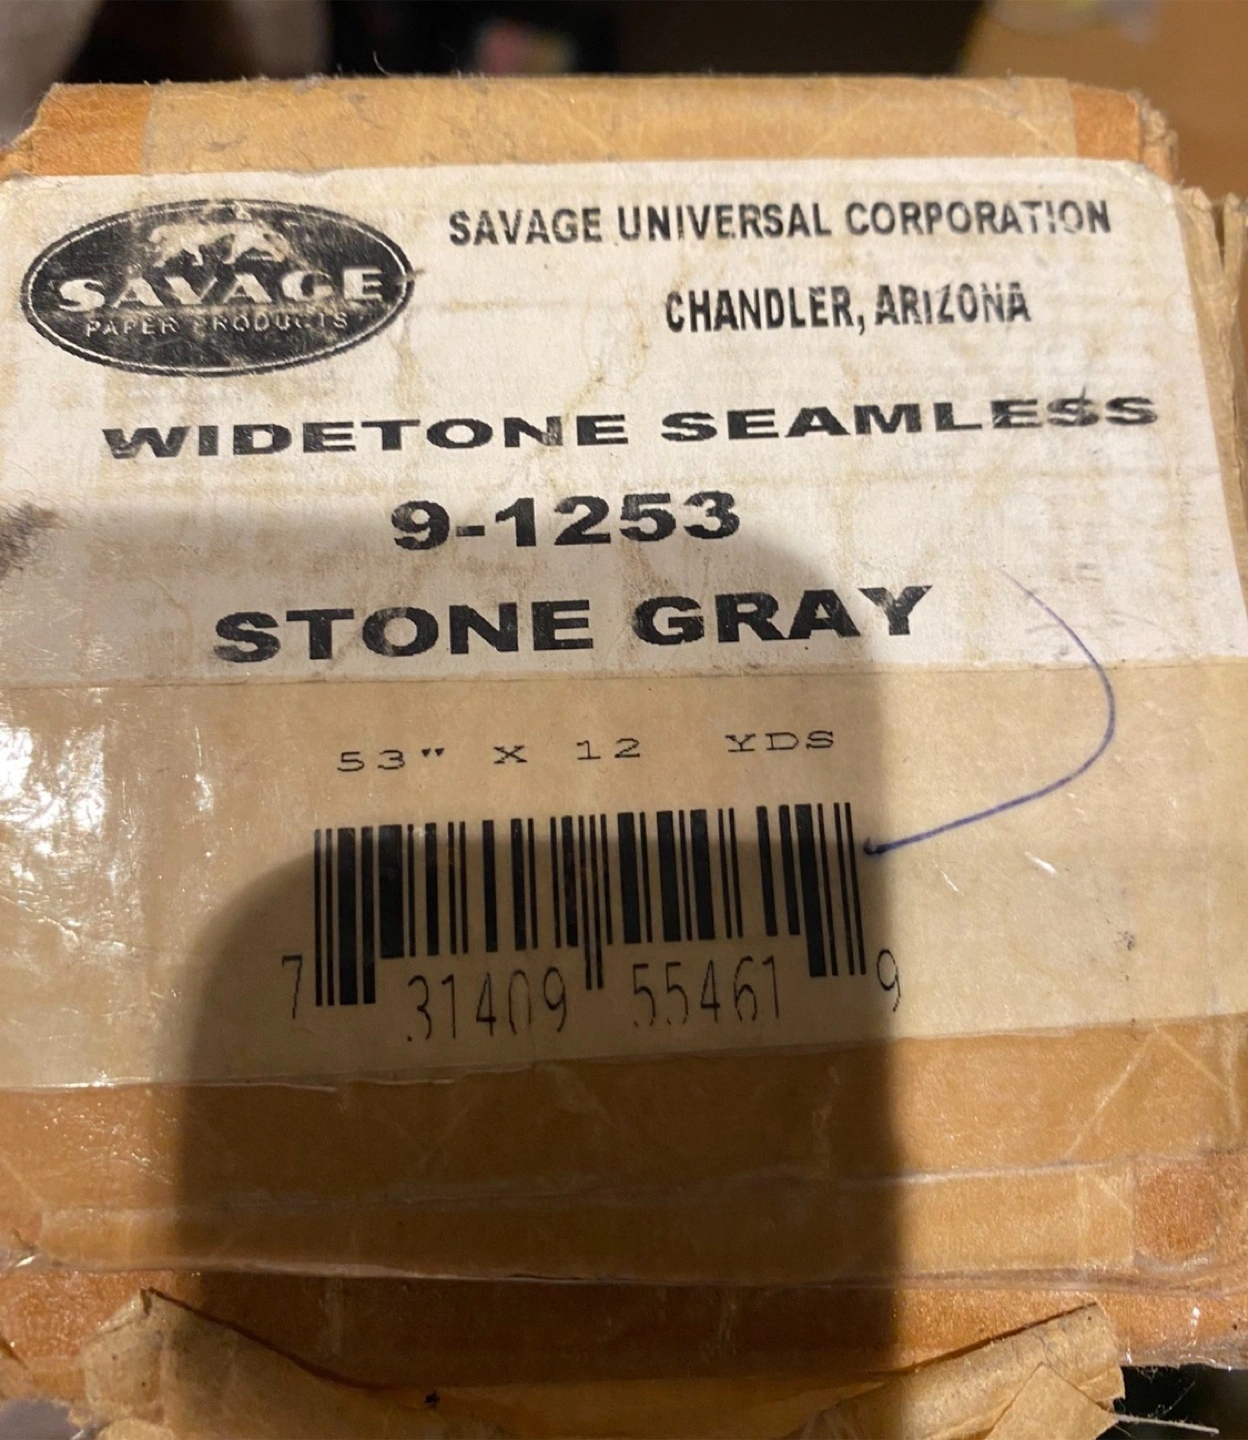 SAVAGE
PAPER PRODUCTS
SAVAGE UNIVERSAL CORPORATION
CHANDLER, ARIZONA
WIDETONE SEAMLESS
9-1253
STONE GRAY
53" X 12 YDS
7 31409 55461 9